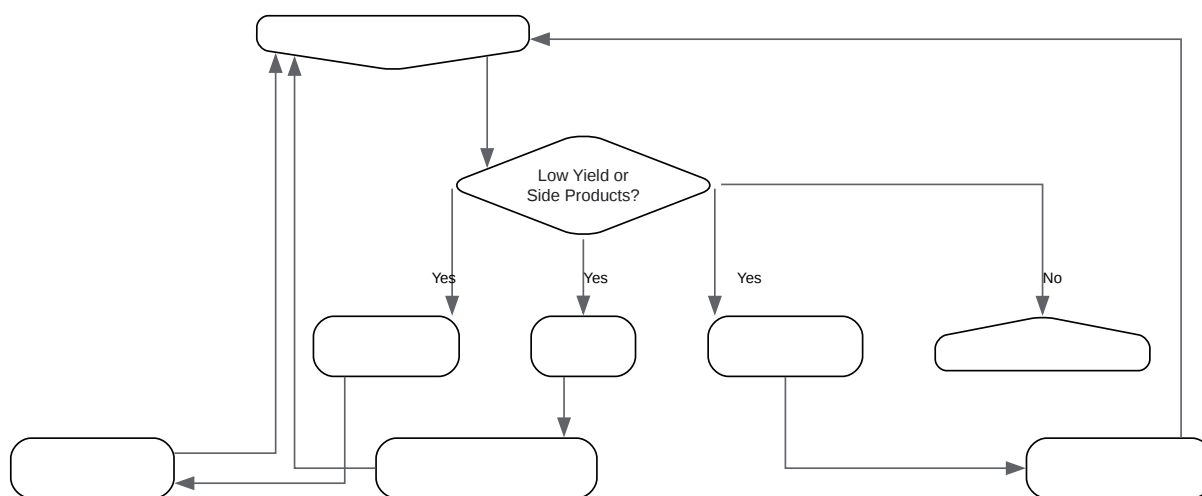 Low Yield or
Side Products?
Yes
Yes
Yes
No